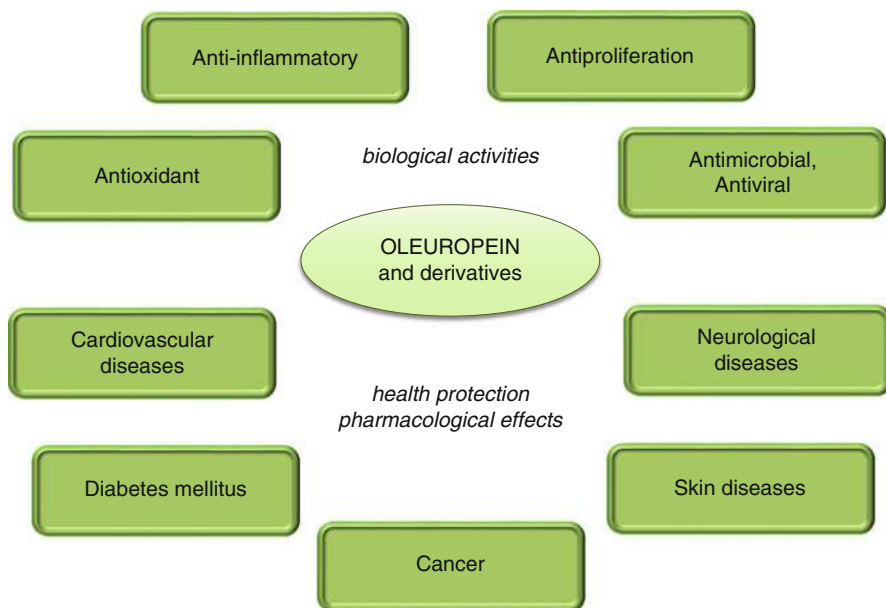 Anti-inflammatory
Antiproliferation
Antioxidant
biological activities
Antimicrobial,
Antiviral
OLEUROPEIN
and derivatives
Cardiovascular
diseases
Neurological
diseases
health protection
pharmacological effects
Diabetes mellitus
Skin diseases
Cancer